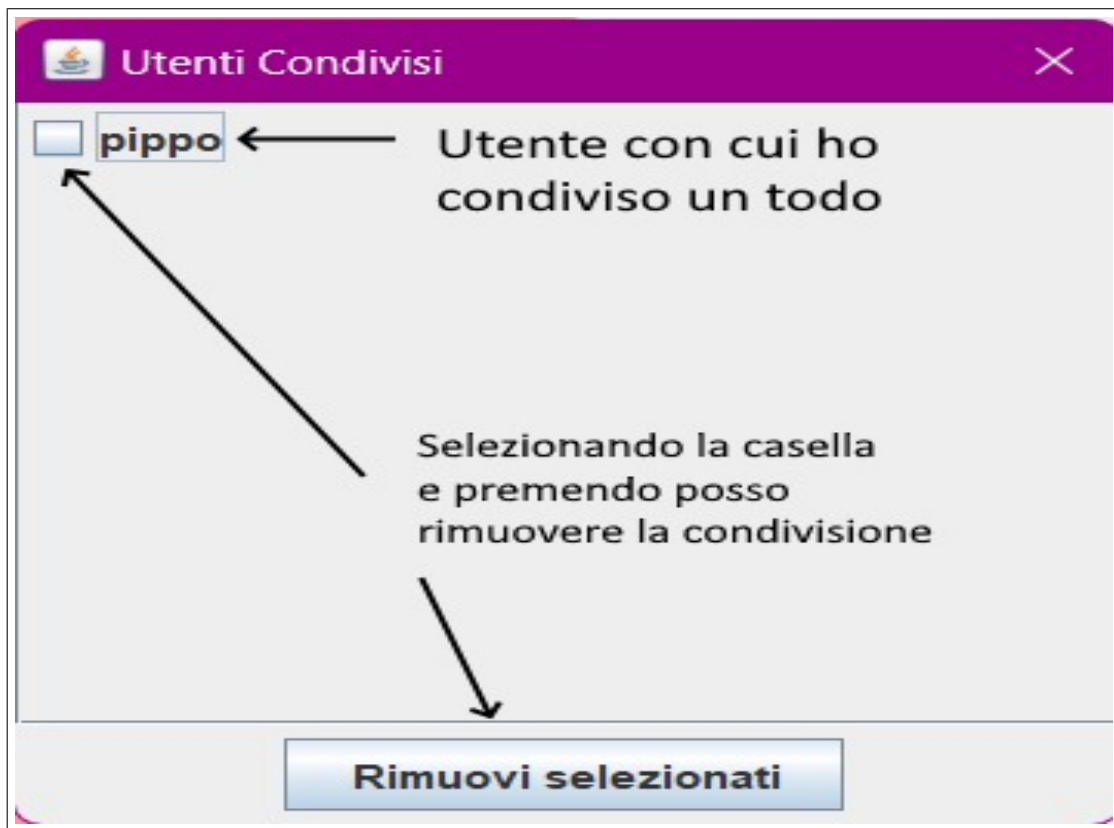 Utenti Condivisi
pippo
Utente con cui ho
condiviso un todo
Selezionando la casella
e premendo posso
rimuovere la condivisione
Rimuovi selezionati